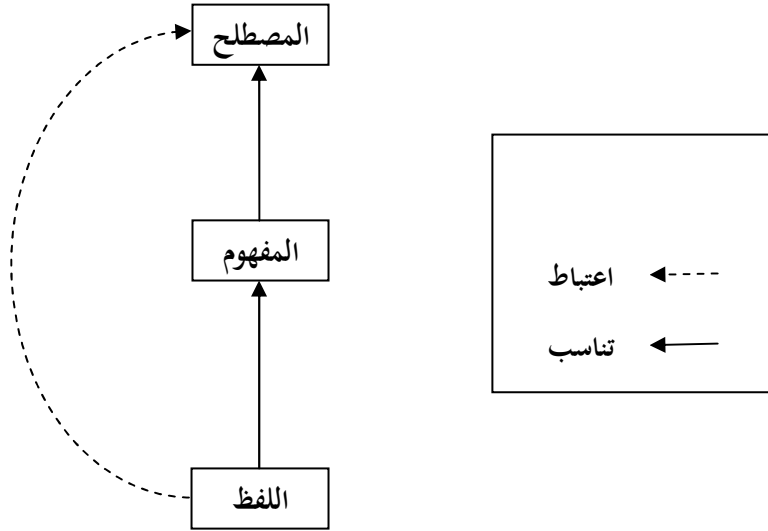 المصطلح
المفهوم
اعتباط
تناسب
اللفظ